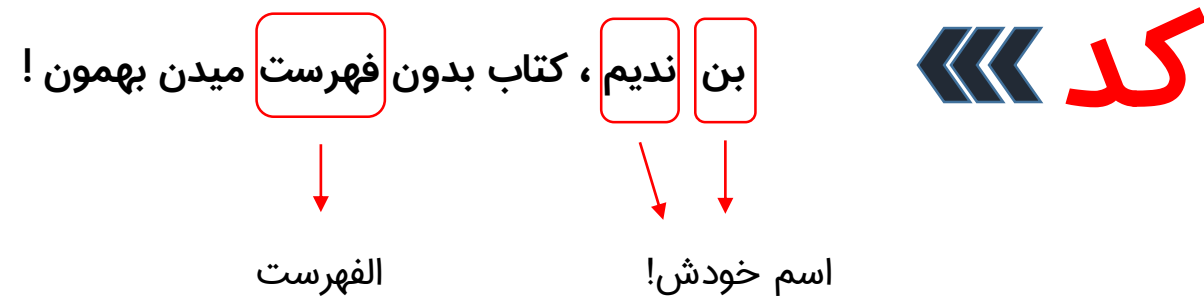 کد
بن ندیم ، کتاب بدون فهرست میدن بهمون !
اسم خودش!
الفهرست